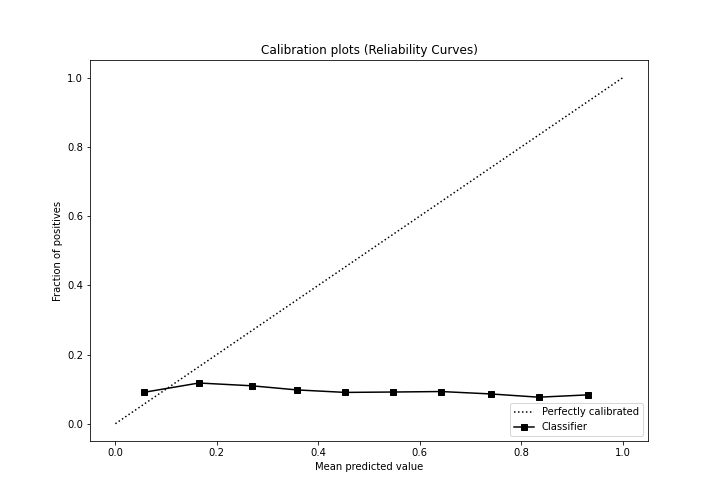 Calibration plots (Reliability Curves)
1.0
0.8
0.6
0.4
0.2
0.0
Fraction of positives
0.0 0.2 0.4 0.6 0.8 1.0
Mean predicted value
Perfectly calibrated
Classifier